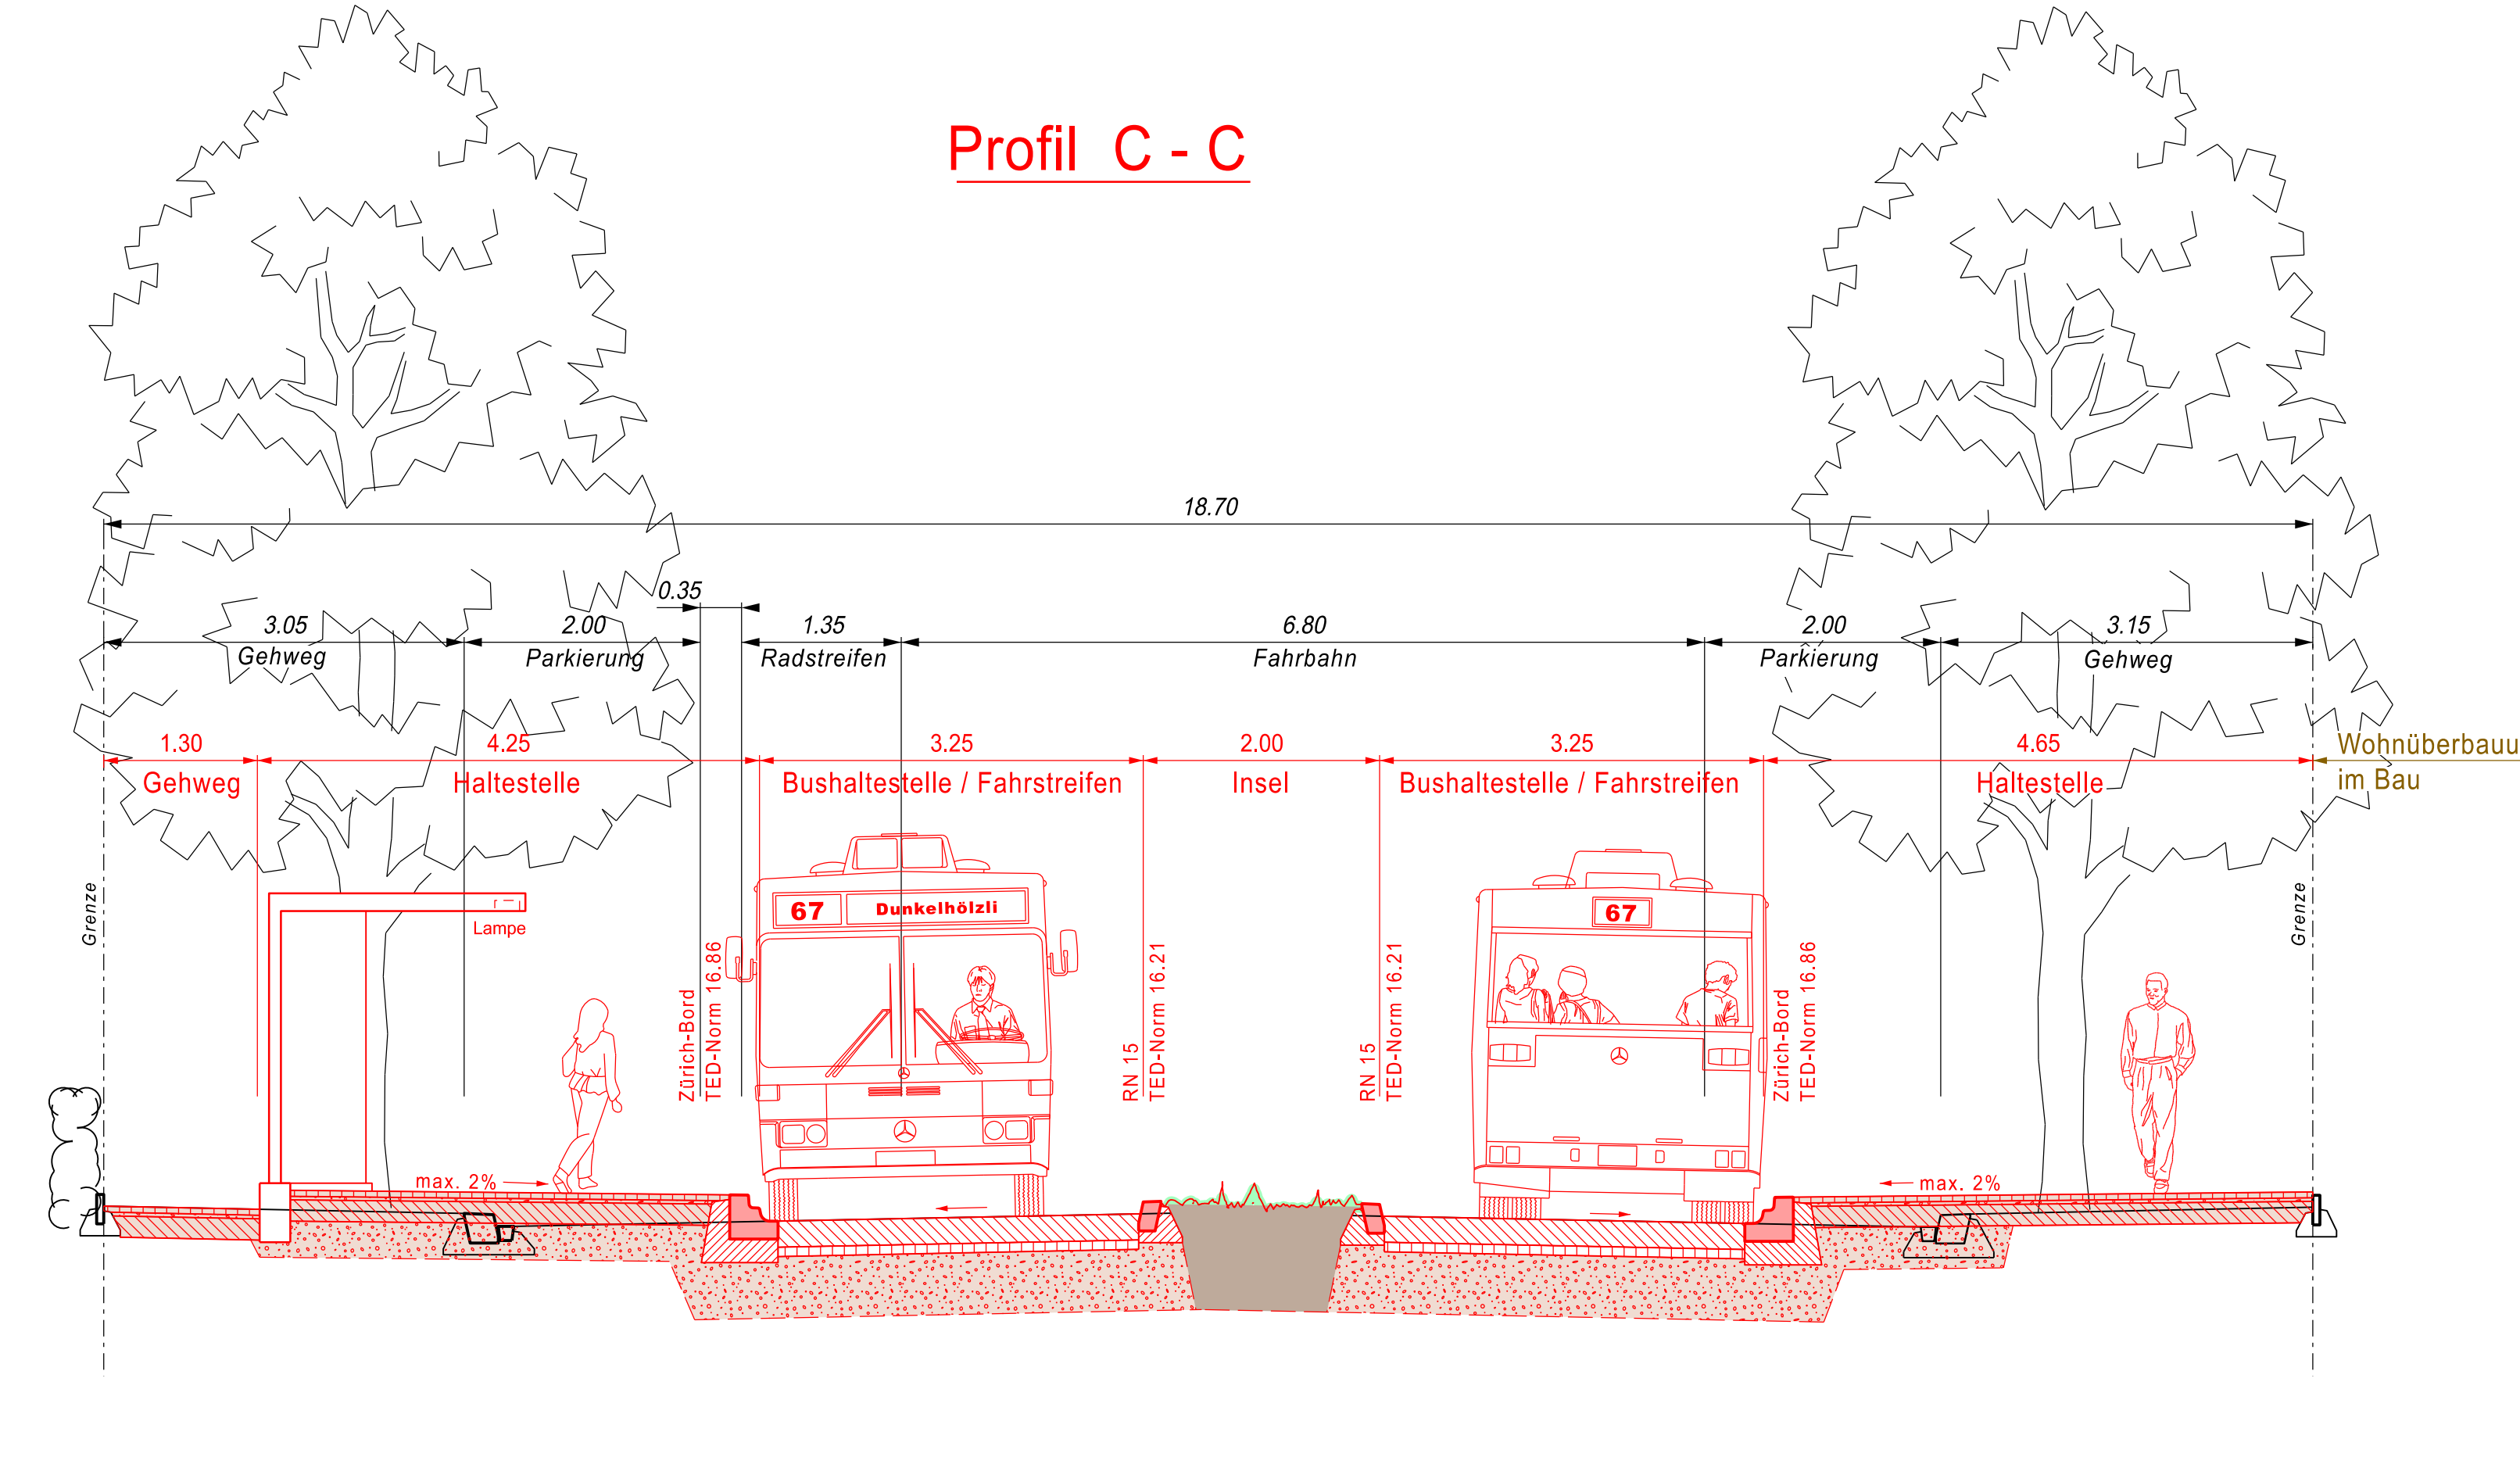 Profil C - C
18.70
0.35
3.05
2.00
1.35
6.80
2.00
3.15
Gehweg
Parkierung
Radstreifen
Fahrbahn
Parkierung
Gehweg
1.30
4.25
3.25
2.00
3.25
4.65
Wohnüberbauu
Gehweg
Haltestelle
Bushaltestelle / Fahrstreifen
Insel
Bushaltestelle / Fahrstreifen
Haltestelle
im Bau
Grenze
Lampe
67
Dunkelhölzli
67
Grenze
Zürich-Bord
TED-Norm 16.86
RN 15
TED-Norm 16.21
RN 15
TED-Norm 16.21
Zürich-Bord
TED-Norm 16.86
max. 2%
max. 2%